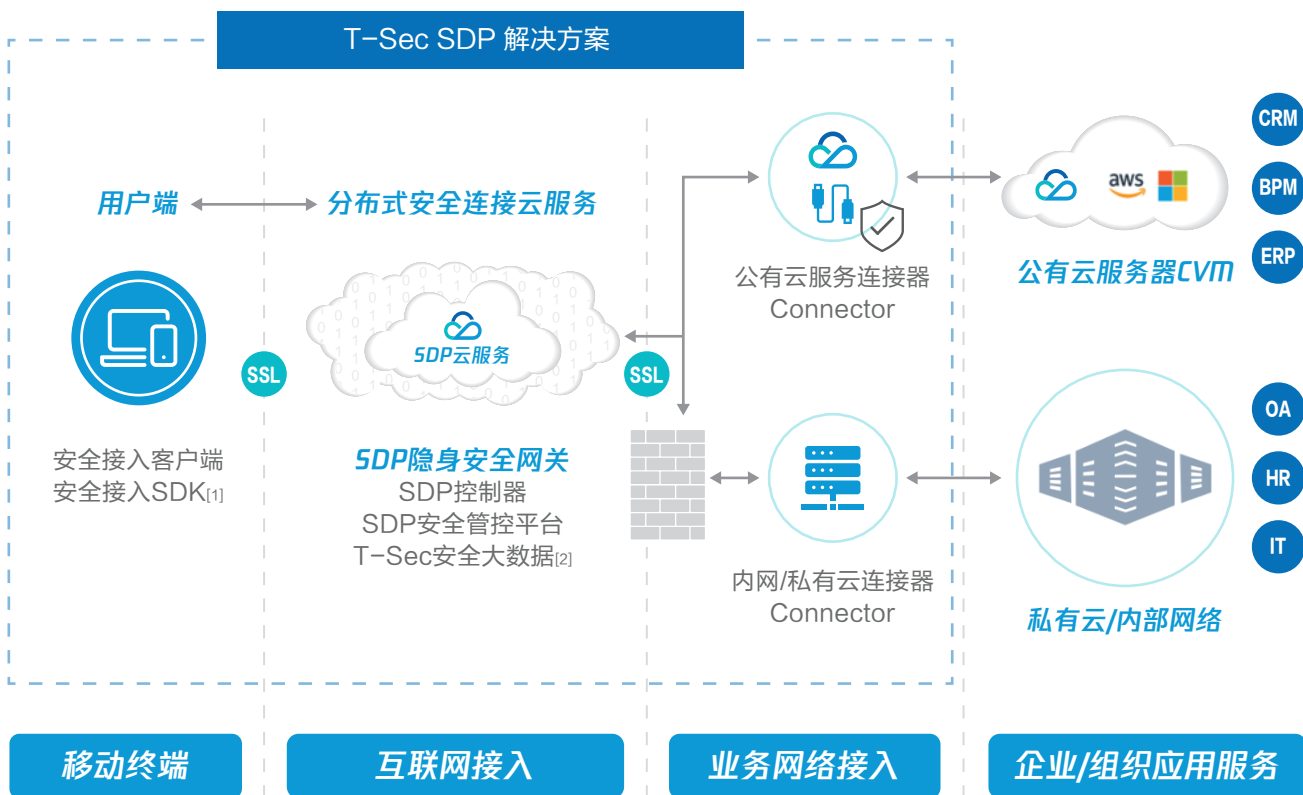 T-Sec SDP 解决方案
用户端
分布式安全连接云服务
SDP云服务
SSL
SSL
安全接入客户端
安全接入SDK[1]
SDP隐身安全网关
SDP控制器
SDP安全管控平台
T-Sec安全大数据[2]
公有云服务连接器
Connector
内网/私有云连接器
Connector
aws
公有云服务器CVM
CRM
BPM
ERP
私有云/内部网络
OA
HR
IT
移动终端
互联网接入
业务网络接入
企业/组织应用服务